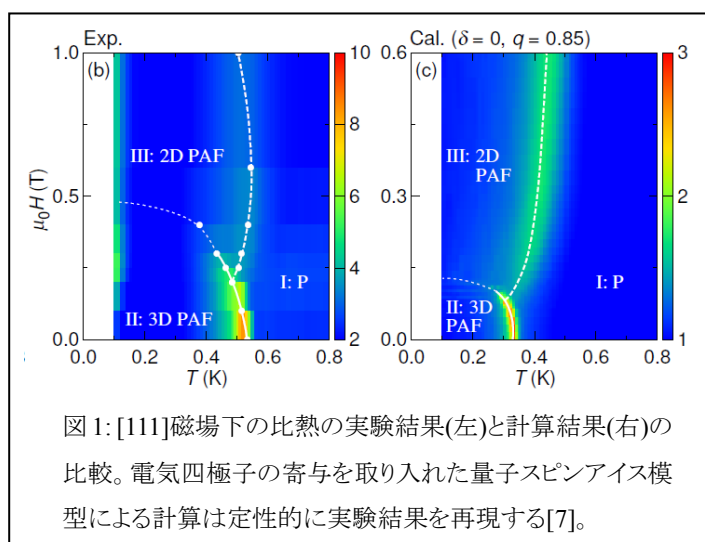 Exp.
(b)
1.0
0.5
0.0
μ₀H (T)
III: 2D PAF
II: 3D PAF
I: P
0.0 0.2 0.4 0.6 0.8
T (K)
10
8
6
4
2
Cal. (δ = 0, q = 0.85)
(c)
0.6
0.3
0.0
III: 2D
PAF
II: 3D
PAF
I: P
0.0 0.2 0.4 0.6 0.8
T (K)
3
2
1
図 1: [111]磁場下の比熱の実験結果(左)と計算結果(右)の
比較。電気四極子の寄与を取り入れた量子スピンアイス模
型による計算は定性的に実験結果を再現する[7]。